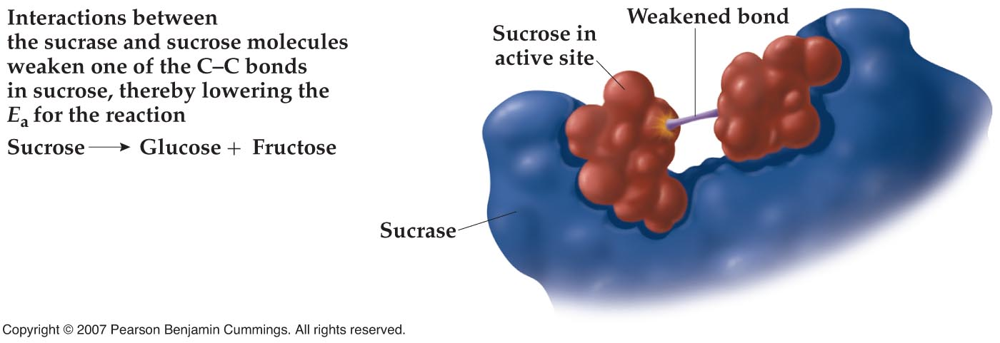 Interactions between
the sucrase and sucrose molecules
weaken one of the C–C bonds
in sucrose, thereby lowering the
Ea for the reaction
Sucrose ⟶ Glucose + Fructose
Weakened bond
Sucrose in
active site
Sucrase
Copyright © 2007 Pearson Benjamin Cummings. All rights reserved.